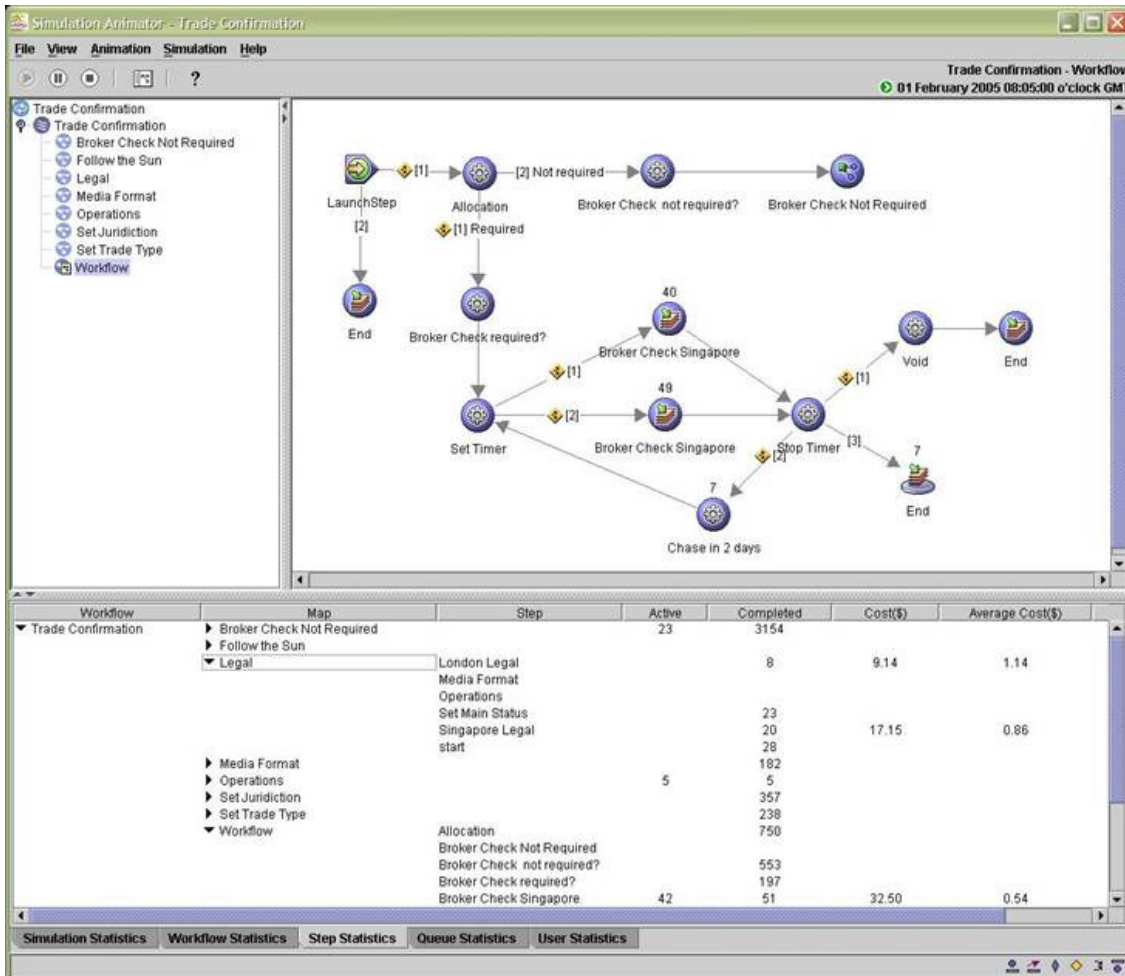 Simulation Animator - Trade Confirmation
File View Animation Simulation Help
?
Trade Confirmation - Workflow
01 February 2005 08:05:00 o'clock GM
Trade Confirmation
Trade Confirmation
Broker Check Not Required
Follow the Sun
Legal
Media Format
Operations
Set Juridiction
Set Trade Type
Workflow
[1] [2] Not required
LaunchStep Allocation Broker Check not required? Broker Check Not Required
[2] [1] Required
40
End Broker Check required? Broker Check Singapore Void End
[1] [1]
49
[2]
Set Timer Broker Check Singapore Stop Timer [3]
[2] 7
7
End
Chase in 2 days
Workflow Map Step Active Completed Cost($) Average Cost($)
Trade Confirmation Broker Check Not Required 23 3154
Follow the Sun
Legal London Legal 8 9.14 1.14
Media Format
Operations
Set Main Status 23
Singapore Legal 20 17.15 0.86
start 28
Media Format 182
Operations 5 5
Set Juridiction 357
Set Trade Type 238
Workflow Allocation 750
Broker Check Not Required
Broker Check not required? 553
Broker Check required? 197
Broker Check Singapore 42 51 32.50 0.54
Simulation Statistics Workflow Statistics Step Statistics Queue Statistics User Statistics